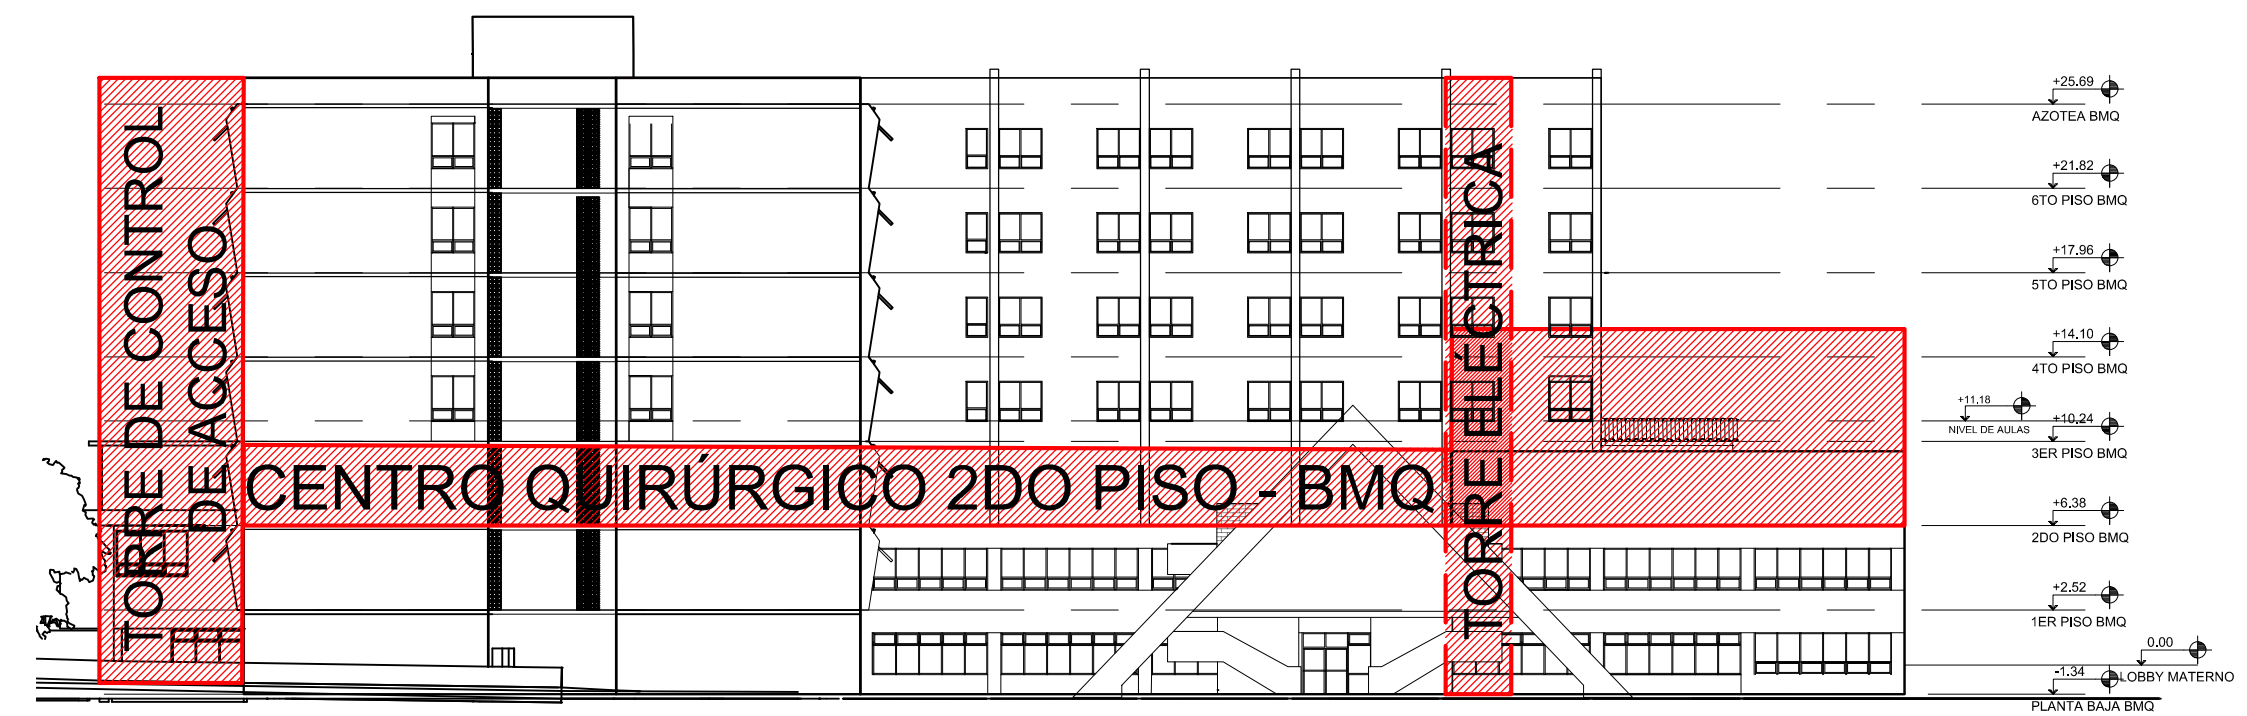 TORRE DE CONTROL
DE ACCESO
CENTRO QUIRÚRGICO 2DO PISO - BMQ
TORRE ELÉCTRICA
+25.69
AZOTEA BMQ
+21.82
6TO PISO BMQ
+17.96
5TO PISO BMQ
+14.10
4TO PISO BMQ
+11,18
NIVEL DE AULAS
+10.24
3ER PISO BMQ
+6.38
2DO PISO BMQ
+2.52
1ER PISO BMQ
0.00
LOBBY MATERNO
-1.34
PLANTA BAJA BMQ